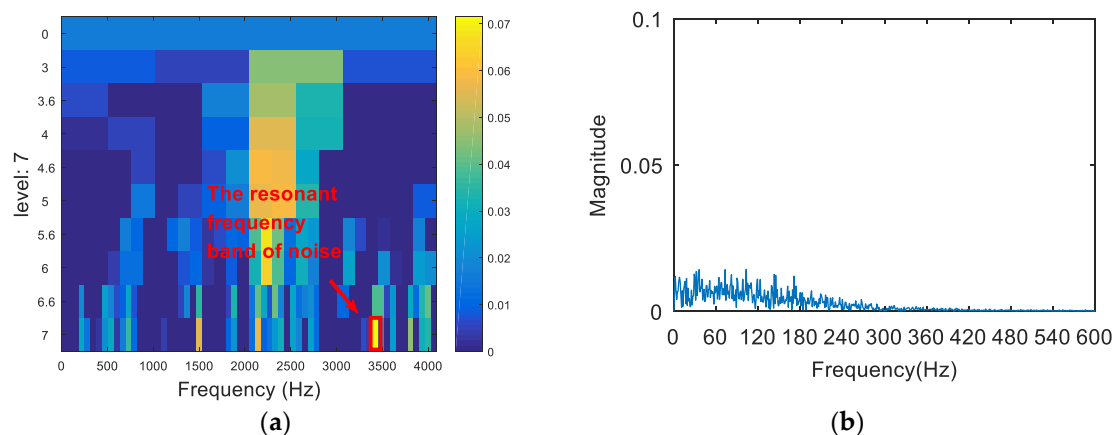 0
3
3.6
4
4.6
5
5.6
6
6.6
7
level: 7
0 500 1000 1500 2000 2500 3000 3500 4000
Frequency (Hz)
The resonant
frequency
band of noise
0.07
0.06
0.05
0.04
0.03
0.02
0.01
0
(a)
0.1
0.05
0
Magnitude
0 60 120 180 240 300 360 420 480 540 600
Frequency(Hz)
(b)